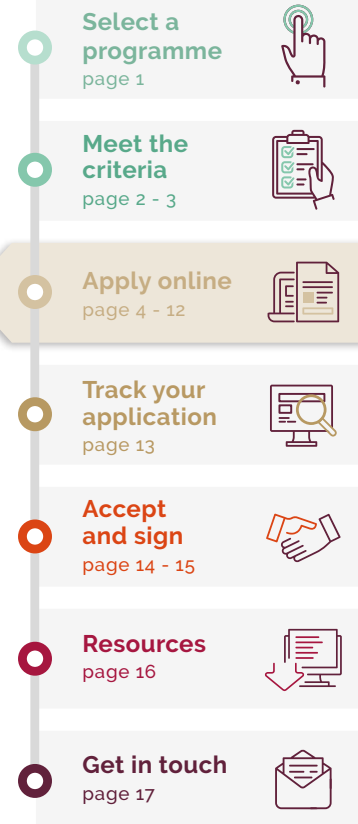 Select a
programme
page 1
Meet the
criteria
page 2 - 3
Apply online
page 4 - 12
Track your
application
page 13
Accept
and sign
page 14 - 15
Resources
page 16
Get in touch
page 17